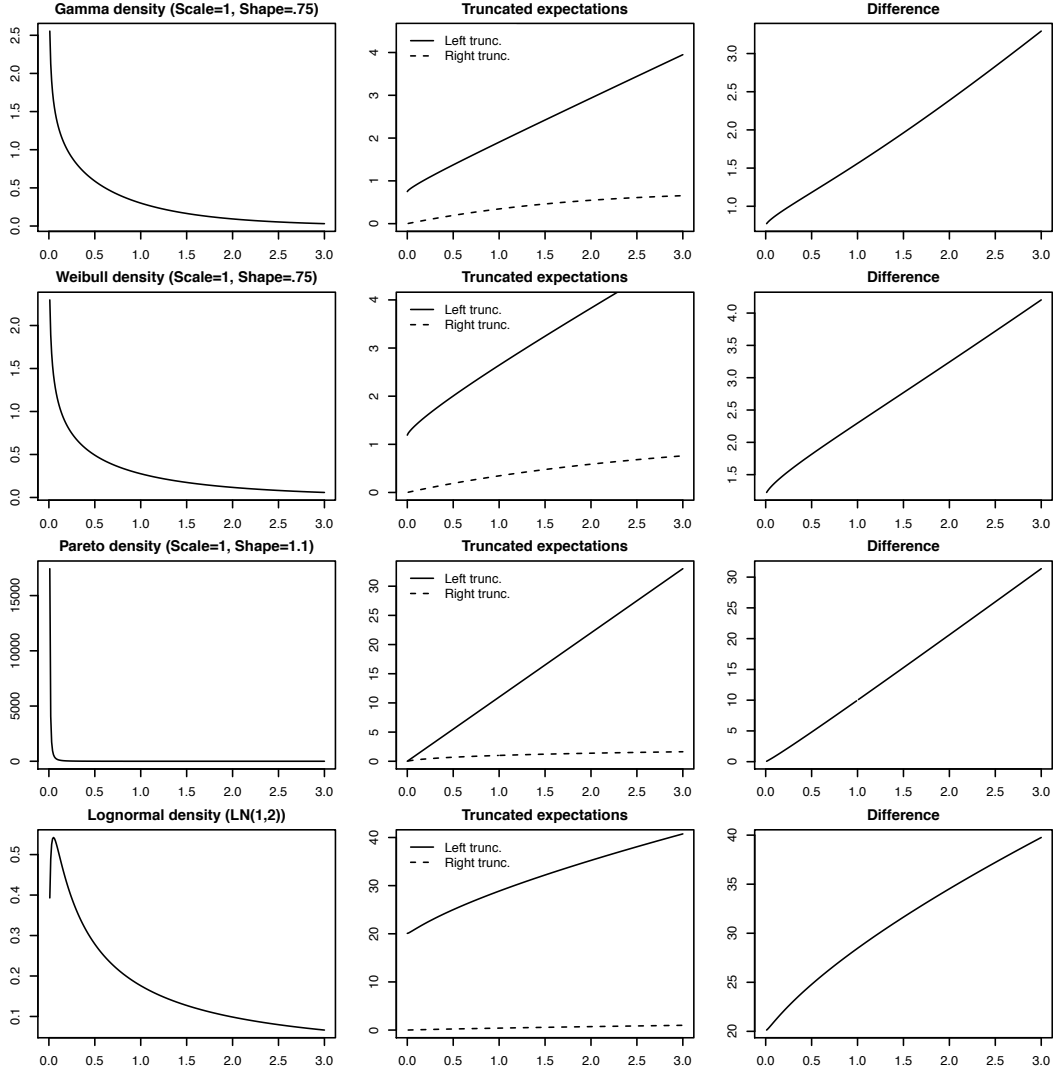 Gamma density (Scale=1, Shape=.75)
0.0 0.5 1.0 1.5 2.0 2.5
0.0 0.5 1.0 1.5 2.0 2.5 3.0
Truncated expectations
Left trunc.
Right trunc.
0 1 2 3 4
0.0 0.5 1.0 1.5 2.0 2.5 3.0
Difference
1.0 1.5 2.0 2.5 3.0
0.0 0.5 1.0 1.5 2.0 2.5 3.0
Weibull density (Scale=1, Shape=.75)
0.0 0.5 1.0 1.5 2.0
0.0 0.5 1.0 1.5 2.0 2.5 3.0
Truncated expectations
Left trunc.
Right trunc.
0 1 2 3 4
0.0 0.5 1.0 1.5 2.0 2.5 3.0
Difference
1.5 2.0 2.5 3.0 3.5 4.0
0.0 0.5 1.0 1.5 2.0 2.5 3.0
Pareto density (Scale=1, Shape=1.1)
0 5000 10000 15000
0.0 0.5 1.0 1.5 2.0 2.5 3.0
Truncated expectations
Left trunc.
Right trunc.
0 5 10 15 20 25 30
0.0 0.5 1.0 1.5 2.0 2.5 3.0
Difference
0 5 10 15 20 25 30
0.0 0.5 1.0 1.5 2.0 2.5 3.0
Lognormal density (LN(1,2))
0.1 0.2 0.3 0.4 0.5
0.0 0.5 1.0 1.5 2.0 2.5 3.0
Truncated expectations
Left trunc.
Right trunc.
0 10 20 30 40
0.0 0.5 1.0 1.5 2.0 2.5 3.0
Difference
20 25 30 35 40
0.0 0.5 1.0 1.5 2.0 2.5 3.0